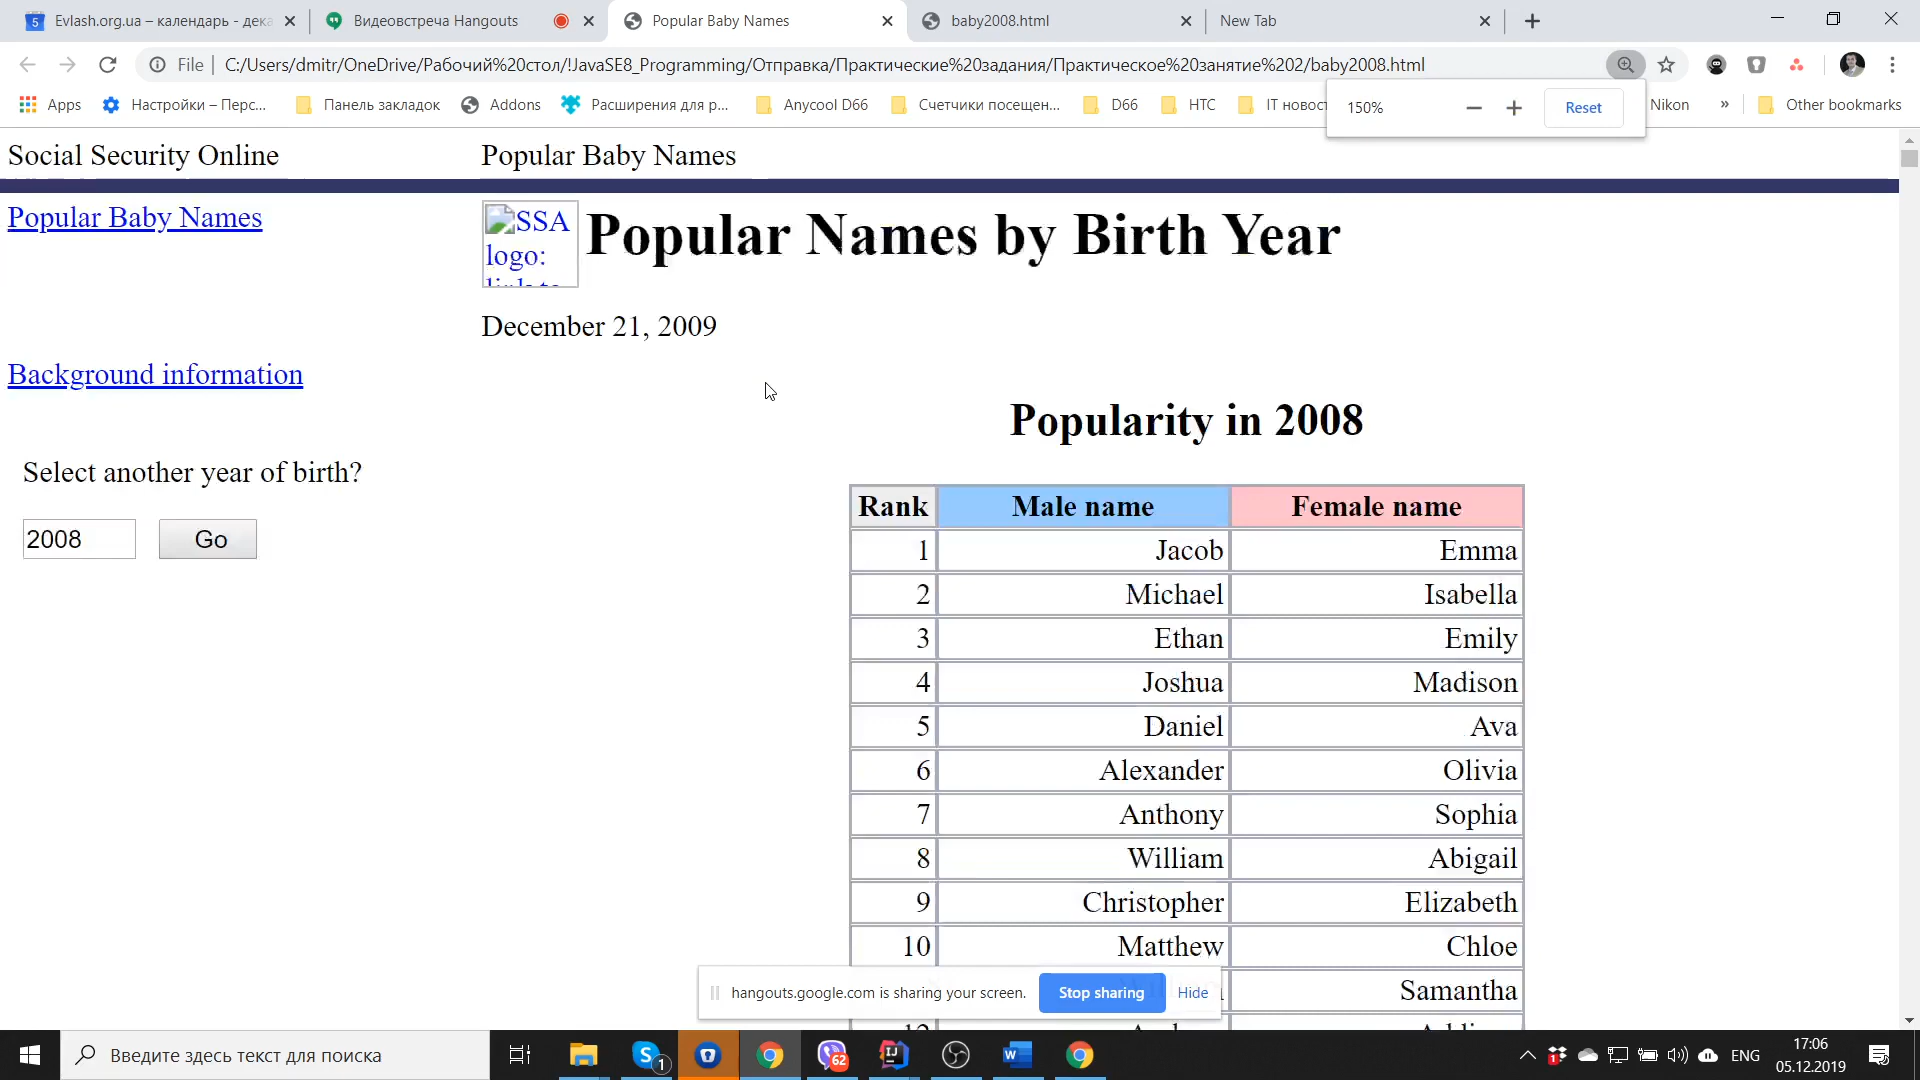 Evlash.org.ua – календарь - дека
Видеовстреча Hangouts
Popular Baby Names
baby2008.html
New Tab
File
C:/Users/dmitr/OneDrive/Рабочий%20стол/!JavaSE8_Programming/Отправка/Практические%20задания/Практическое%20занятие%202/baby2008.html
Apps
Настройки – Перс...
Панель закладок
Addons
Расширения для р...
Anycool D66
Счетчики посещен...
D66
HTC
IT новост
Nikon
»
Other bookmarks
150%
Reset
Social Security Online
Popular Baby Names
Popular Baby Names
SSA
logo:
Popular Names by Birth Year
December 21, 2009
Background information
Popularity in 2008
Select another year of birth?
2008
Go
Rank Male name Female name
1 Jacob Emma
2 Michael Isabella
3 Ethan Emily
4 Joshua Madison
5 Daniel Ava
6 Alexander Olivia
7 Anthony Sophia
8 William Abigail
9 Christopher Elizabeth
10 Matthew Chloe
Samantha
hangouts.google.com is sharing your screen.
Stop sharing
Hide
Введите здесь текст для поиска
1
62
ENG
17:06
05.12.2019